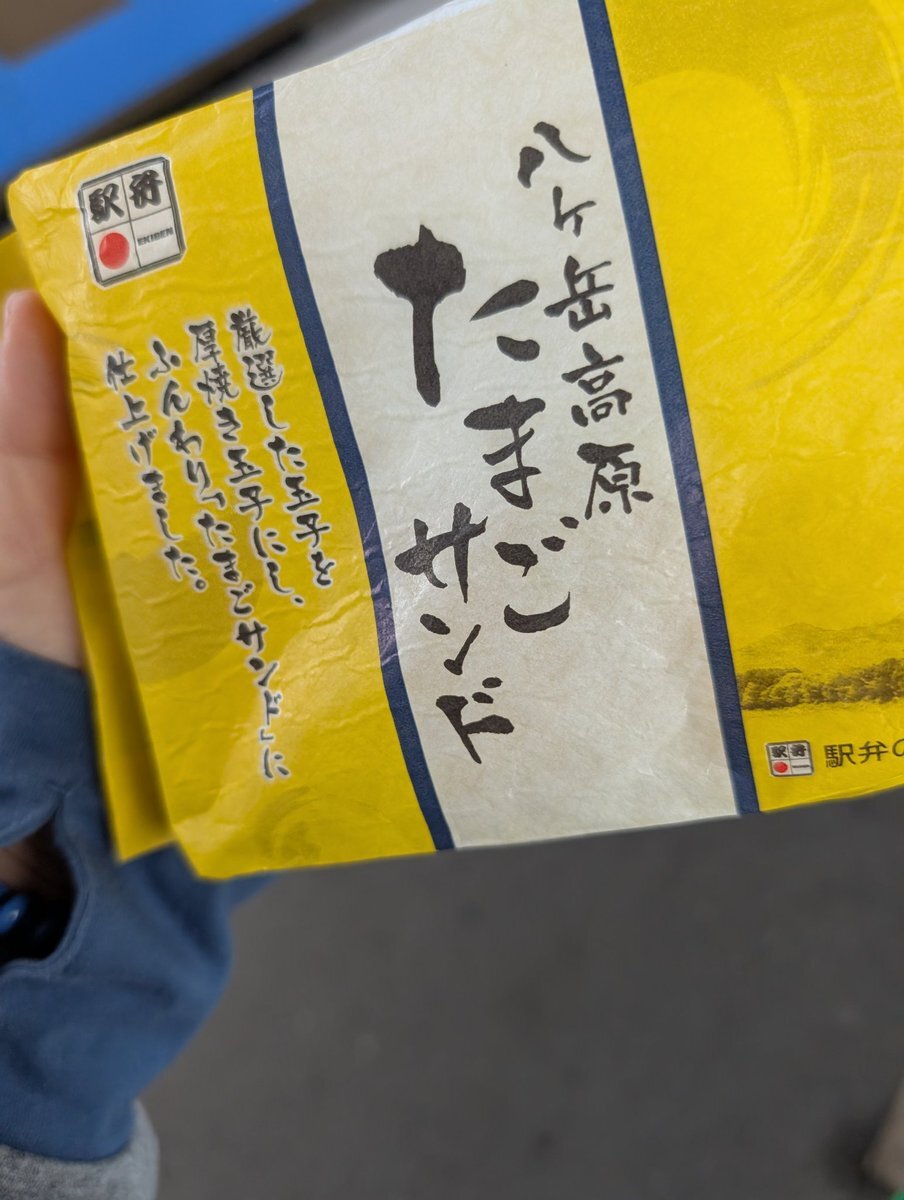 八ヶ岳高原
たまご
サンド
厳選した玉子を
厚焼き玉子にし、
ふんわり「たまごサンド」に
仕上げました。
駅弁
EKIBEN
駅弁
駅弁の